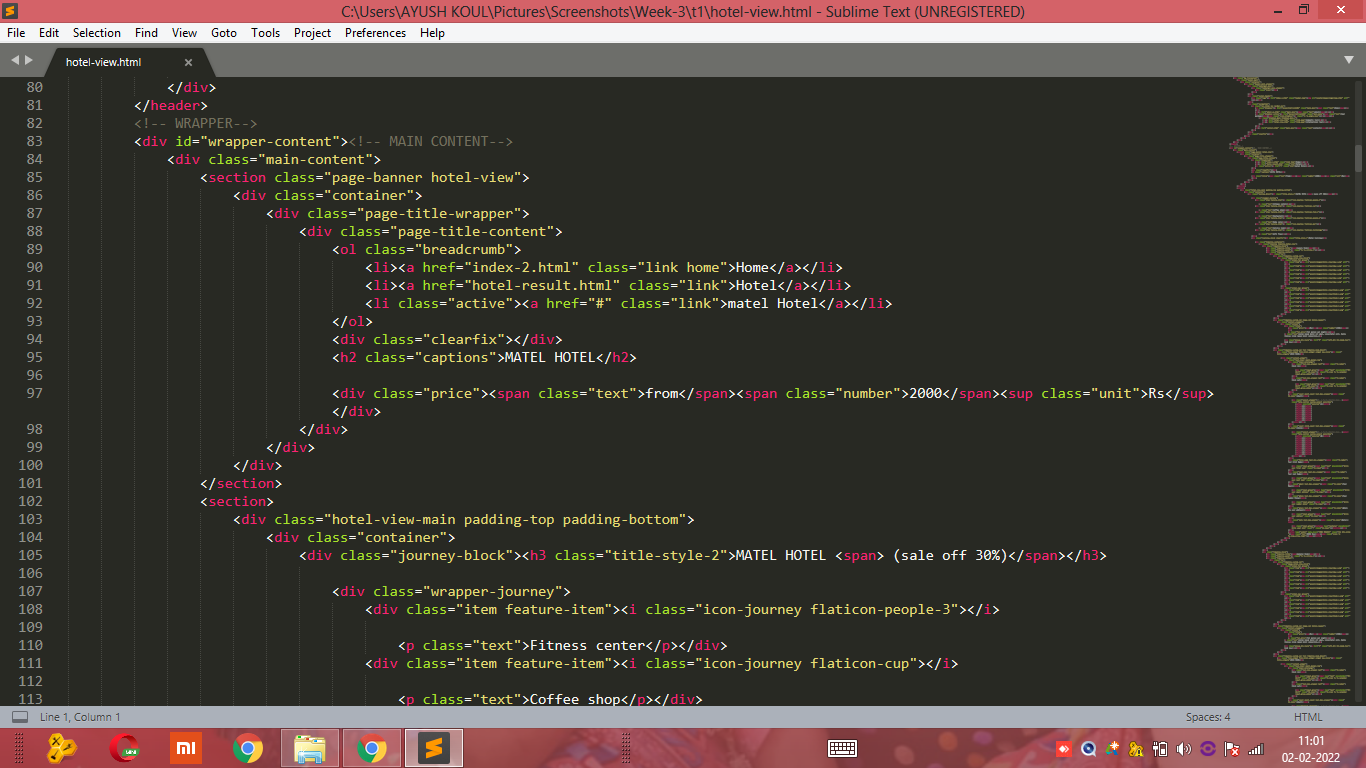 C:\Users\AYUSH KOUL\Pictures\Screenshots\Week-3\t1\hotel-view.html - Sublime Text (UNREGISTERED)
File Edit Selection Find View Goto Tools Project Preferences Help
hotel-view.html
80 </div>
81 </header>
82 <!-- WRAPPER-->
83 <div id="wrapper-content"><!-- MAIN CONTENT-->
84 <div class="main-content">
85 <section class="page-banner hotel-view">
86 <div class="container">
87 <div class="page-title-wrapper">
88 <div class="page-title-content">
89 <ol class="breadcrumb">
90 <li><a href="index-2.html" class="link home">Home</a></li>
91 <li><a href="hotel-result.html" class="link">Hotel</a></li>
92 <li class="active"><a href="#" class="link">matel Hotel</a></li>
93 </ol>
94 <div class="clearfix"></div>
95 <h2 class="captions">MATEL HOTEL</h2>
96
97 <div class="price"><span class="text">from</span><span class="number">2000</span><sup class="unit">Rs</sup>
</div>
98 </div>
99 </div>
100 </div>
101 </section>
102 <section>
103 <div class="hotel-view-main padding-top padding-bottom">
104 <div class="container">
105 <div class="journey-block"><h3 class="title-style-2">MATEL HOTEL <span> (sale off 30%)</span></h3>
106
107 <div class="wrapper-journey">
108 <div class="item feature-item"><i class="icon-journey flaticon-people-3"></i>
109
110 <p class="text">Fitness center</p></div>
111 <div class="item feature-item"><i class="icon-journey flaticon-cup"></i>
112
113 <p class="text">Coffee shop</p></div>
Line 1, Column 1 Spaces: 4 HTML
mi
11:01
02-02-2022